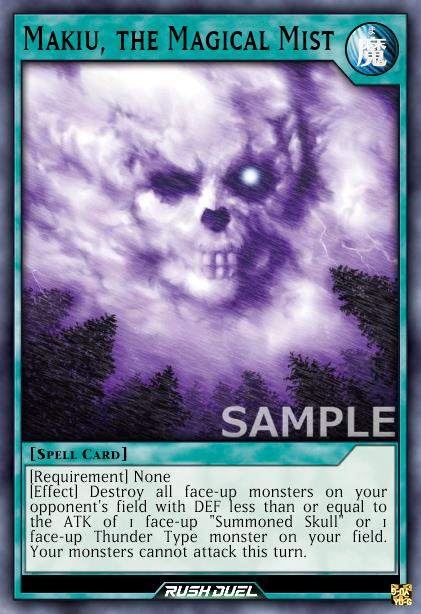 Makiu, the Magical Mist
ま
魔
SAMPLE
[Spell Card]
[Requirement] None
[Effect] Destroy all face-up monsters on your
opponent's field with DEF less than or equal to
the ATK of 1 face-up "Summoned Skull" or 1
face-up Thunder Type monster on your field.
Your monsters cannot attack this turn.
RUSH DUEL